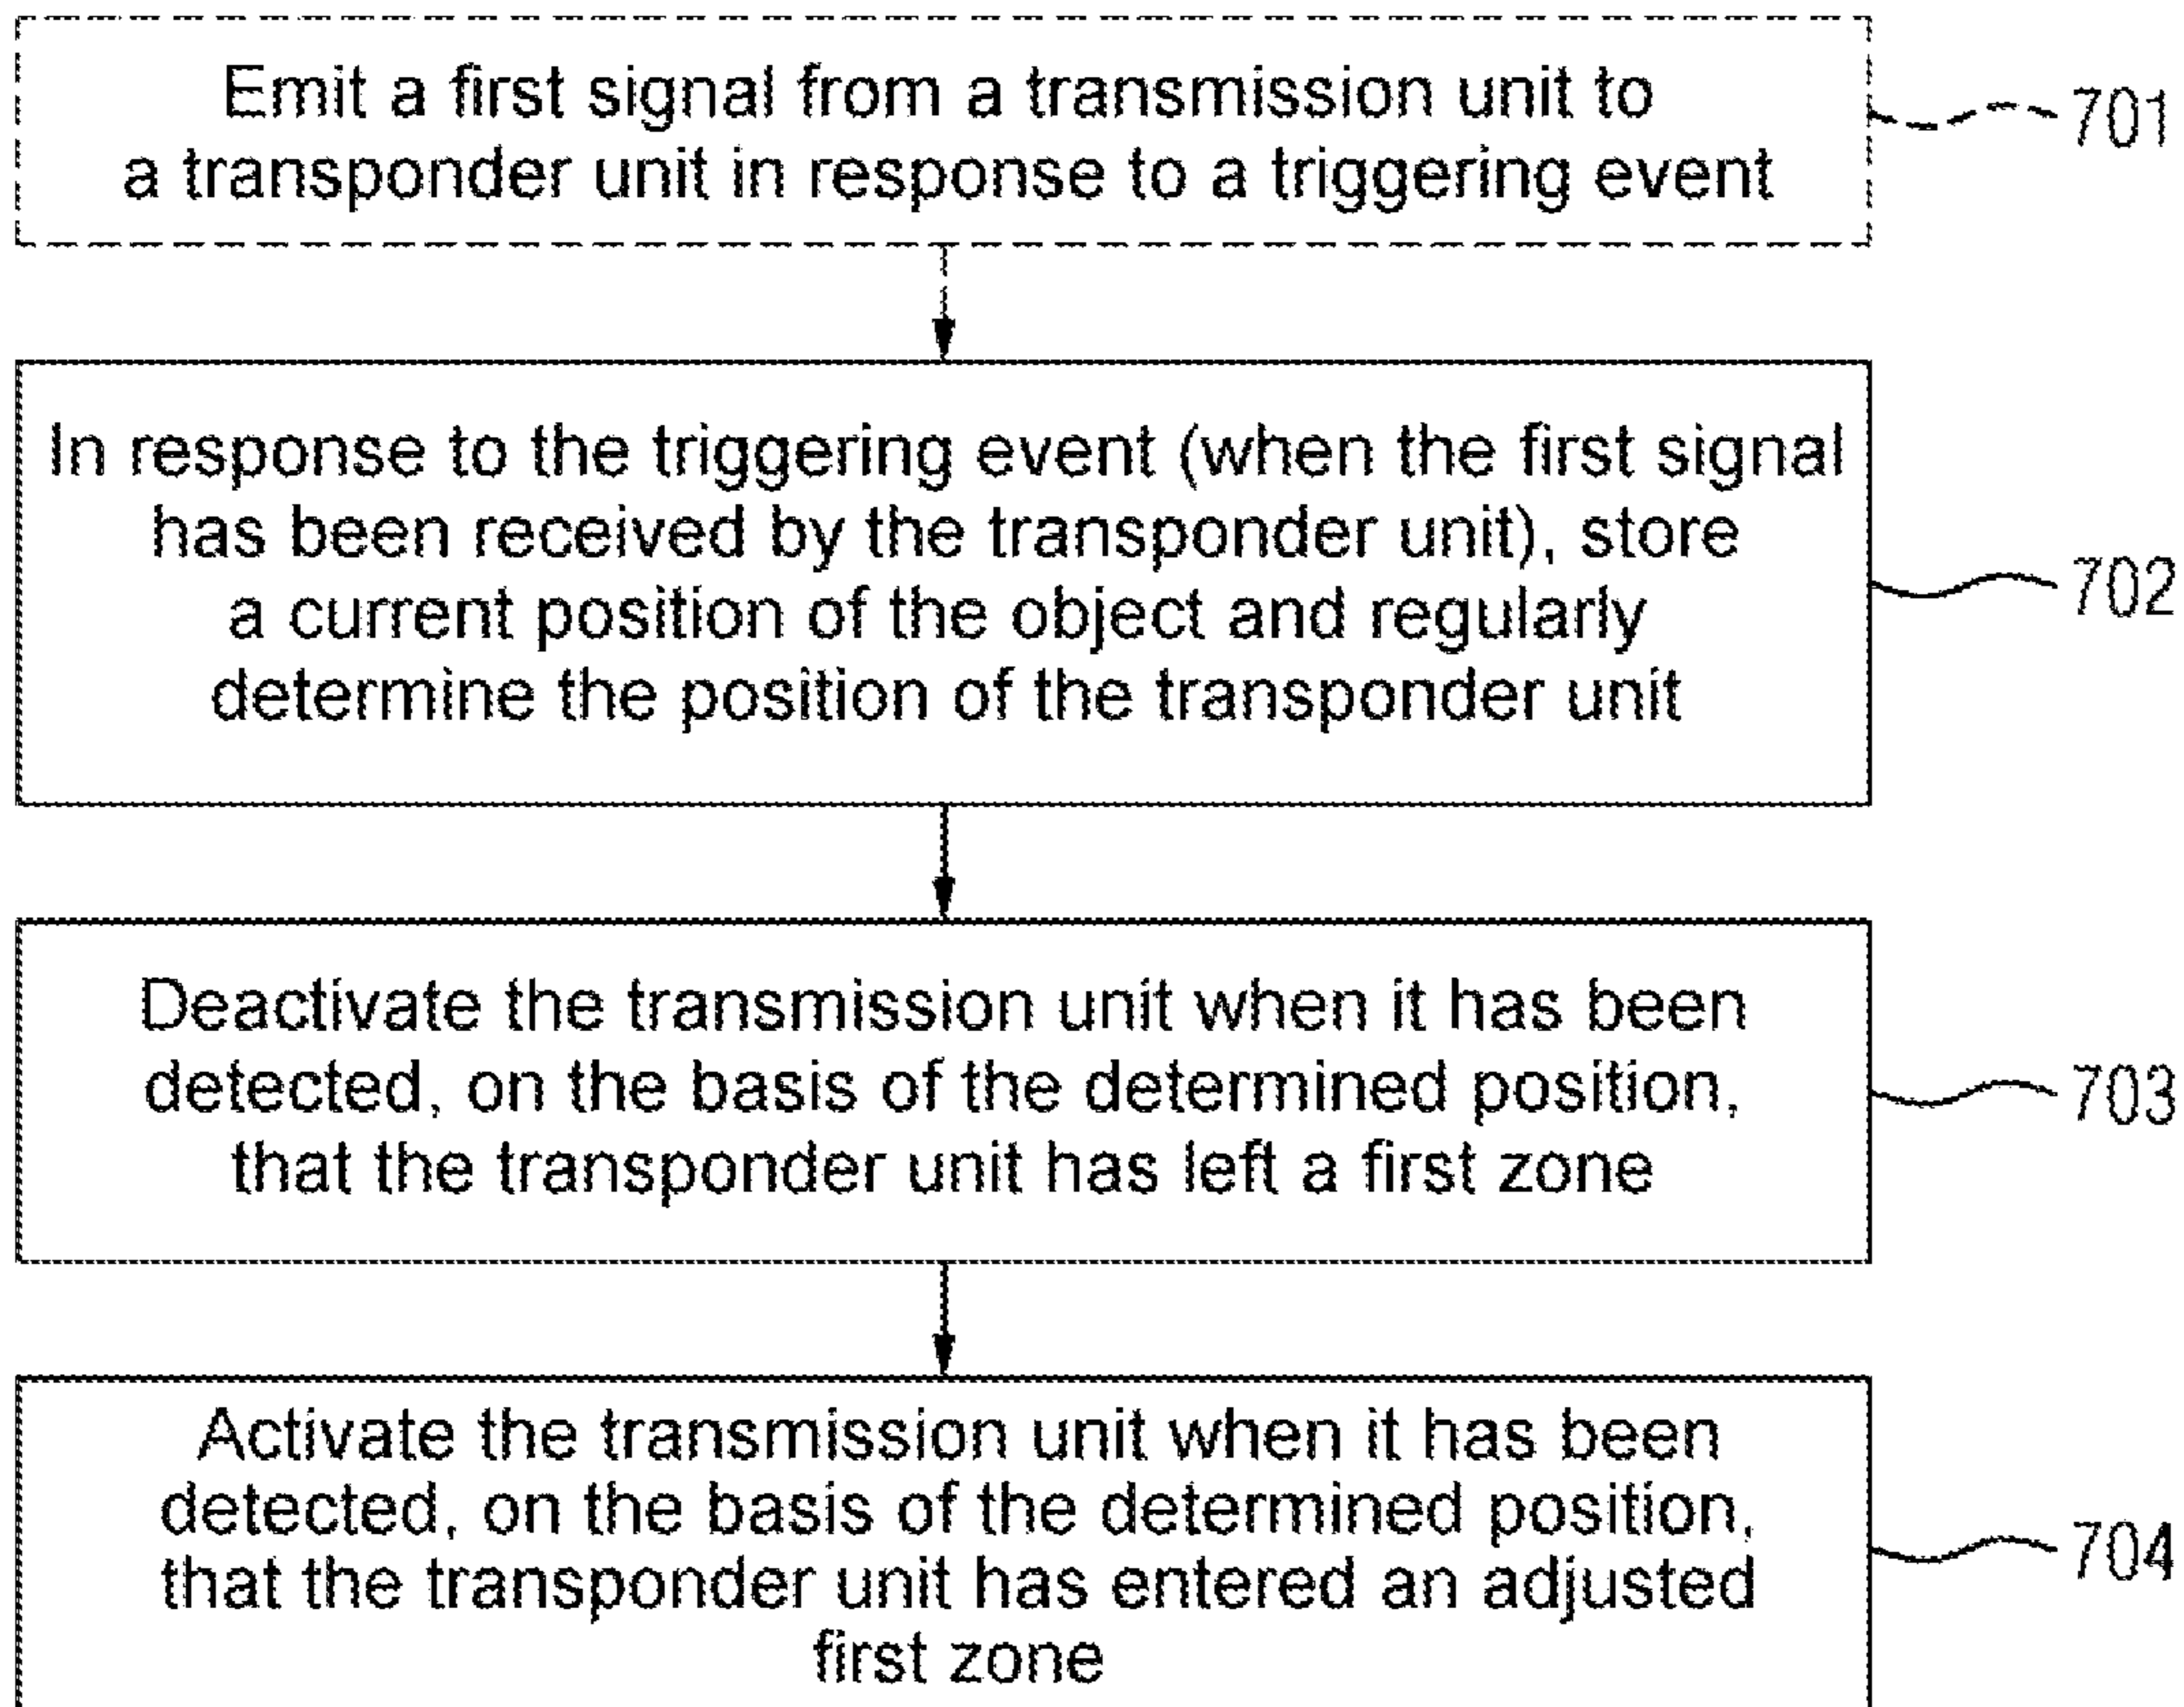 Emit a first signal from a transmission unit to
a transponder unit in response to a triggering event
701
In response to the triggering event (when the first signal
has been received by the transponder unit), store
a current position of the object and regularly
determine the position of the transponder unit
702
Deactivate the transmission unit when it has been
detected, on the basis of the determined position,
that the transponder unit has left a first zone
703
Activate the transmission unit when it has been
detected, on the basis of the determined position,
that the transponder unit has entered an adjusted
first zone
704